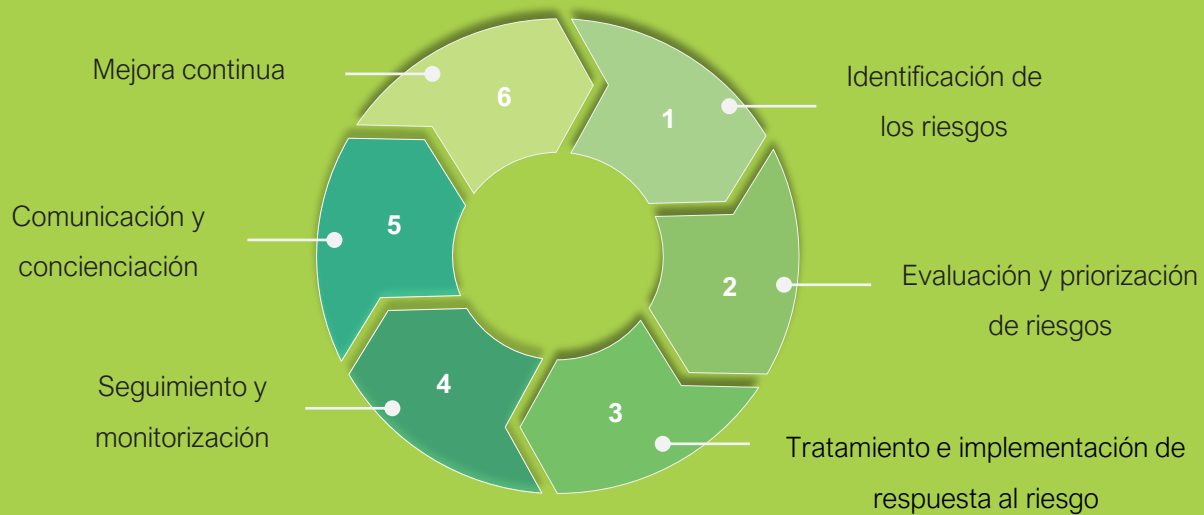 1
Identificación de
los riesgos
2
Evaluación y priorización
de riesgos
3
Tratamiento e implementación de
respuesta al riesgo
4
Seguimiento y
monitorización
5
Comunicación y
concienciación
6
Mejora continua